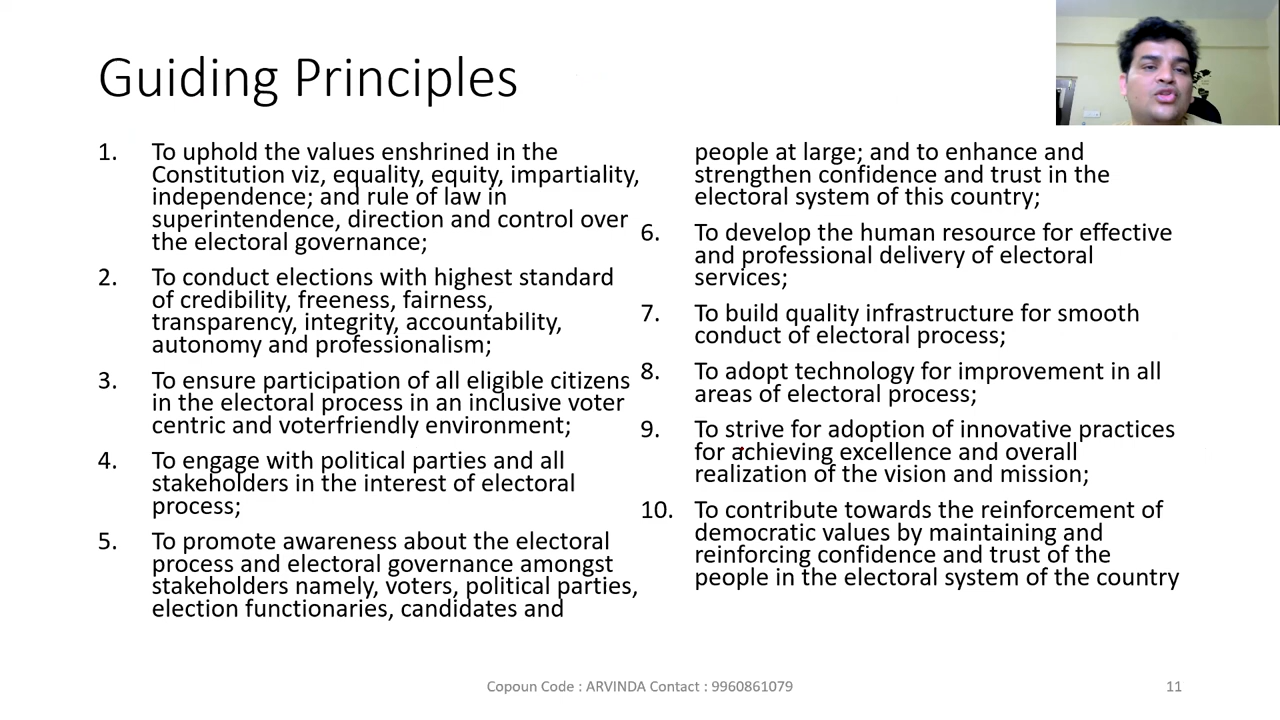 Guiding Principles
1. To uphold the values enshrined in the
Constitution viz, equality, equity, impartiality,
independence; and rule of law in
superintendence, direction and control over
the electoral governance;
2. To conduct elections with highest standard
of credibility, freeness, fairness,
transparency, integrity, accountability,
autonomy and professionalism;
3. To ensure participation of all eligible citizens
in the electoral process in an inclusive voter
centric and voterfriendly environment;
4. To engage with political parties and all
stakeholders in the interest of electoral
process;
5. To promote awareness about the electoral
process and electoral governance amongst
stakeholders namely, voters, political parties,
election functionaries, candidates and
people at large; and to enhance and
strengthen confidence and trust in the
electoral system of this country;
6. To develop the human resource for effective
and professional delivery of electoral
services;
7. To build quality infrastructure for smooth
conduct of electoral process;
8. To adopt technology for improvement in all
areas of electoral process;
9. To strive for adoption of innovative practices
for achieving excellence and overall
realization of the vision and mission;
10. To contribute towards the reinforcement of
democratic values by maintaining and
reinforcing confidence and trust of the
people in the electoral system of the country
Copoun Code : ARVINDA Contact : 9960861079
11